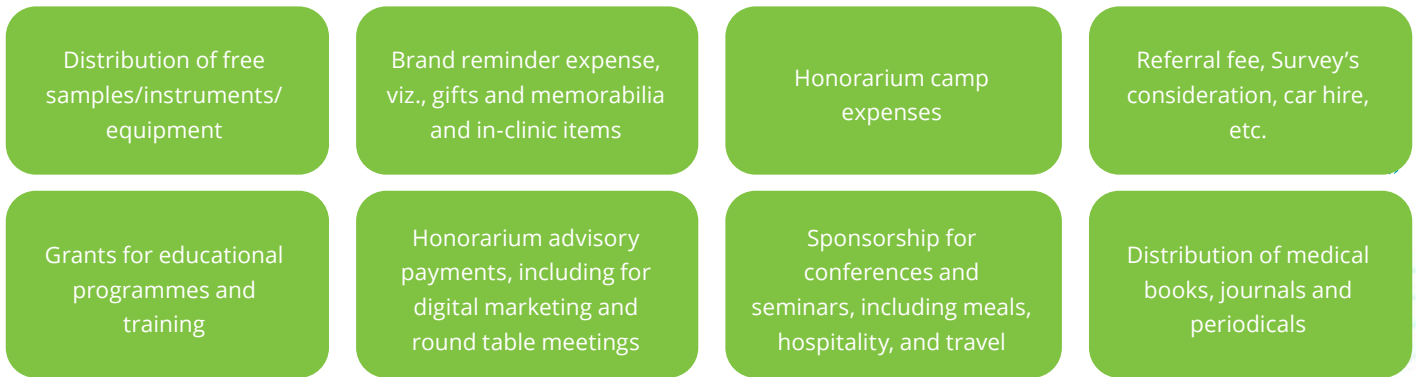 Distribution of free
samples/instruments/
equipment
Brand reminder expense,
viz., gifts and memorabilia
and in-clinic items
Honorarium camp
expenses
Referral fee, Survey's
consideration, car hire,
etc.
Grants for educational
programmes and
training
Honorarium advisory
payments, including for
digital marketing and
round table meetings
Sponsorship for
conferences and
seminars, including meals,
hospitality, and travel
Distribution of medical
books, journals and
periodicals